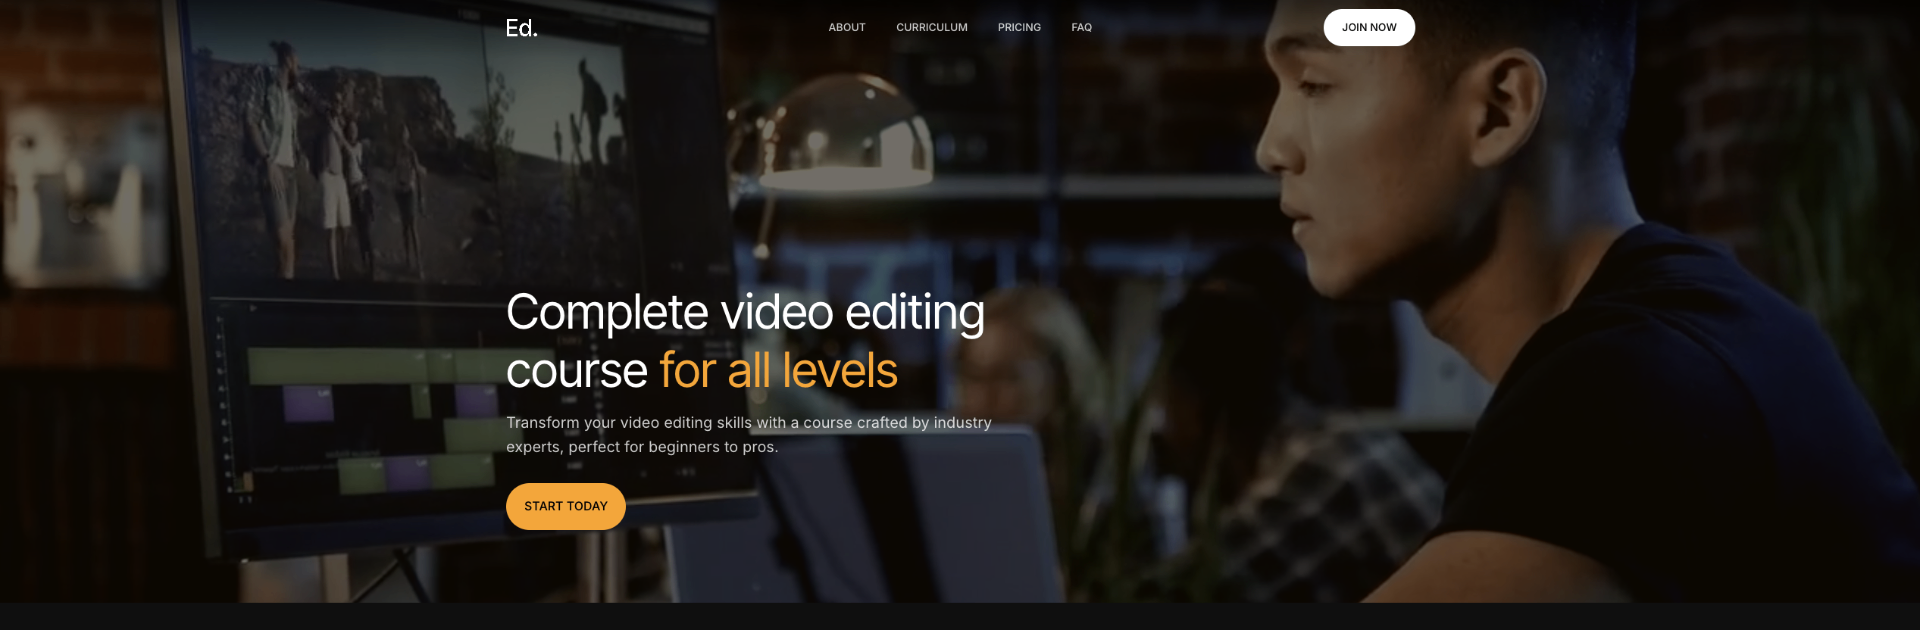 Ed.
ABOUT CURRICULUM PRICING FAQ
JOIN NOW
Complete video editing
course for all levels
Transform your video editing skills with a course crafted by industry
experts, perfect for beginners to pros.
START TODAY